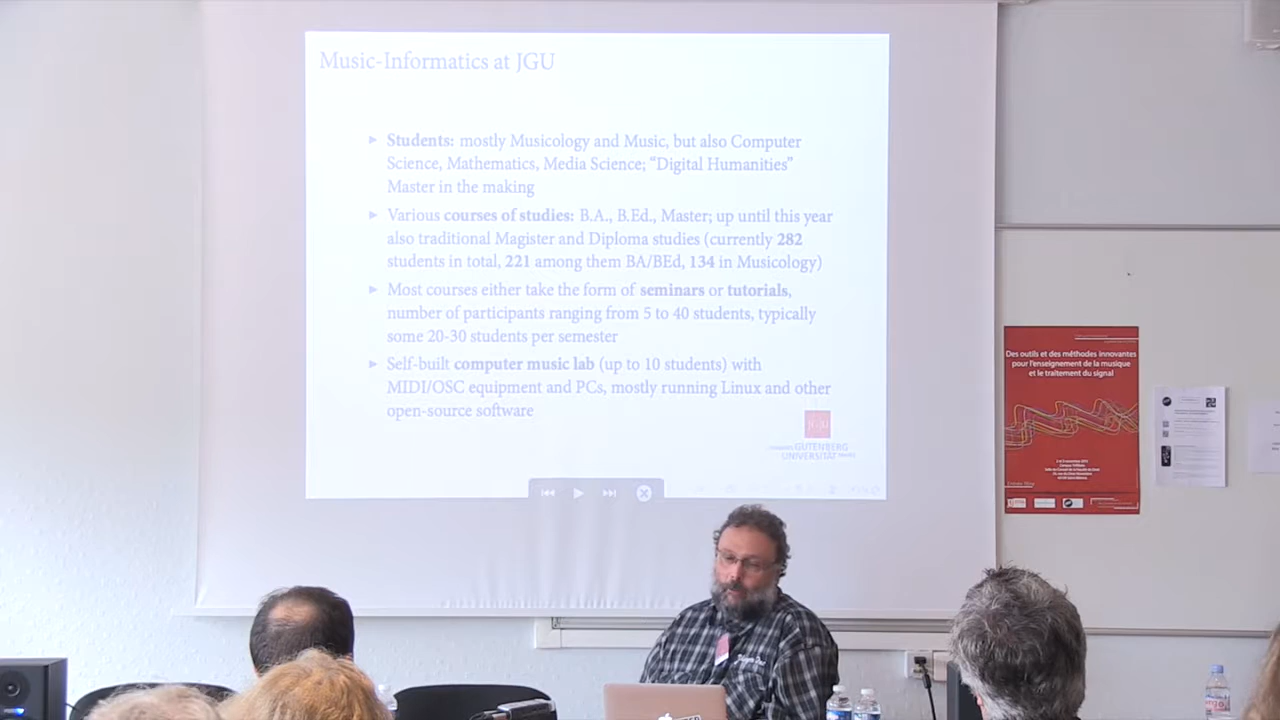 Music-Informatics at JGU
▸ Students: mostly Musicology and Music, but also Computer
Science, Mathematics, Media Science; “Digital Humanities”
Master in the making
▸ Various courses of studies: B.A., B.Ed., Master; up until this year
also traditional Magister and Diploma studies (currently 282
students in total, 221 among them BA/BEd, 134 in Musicology)
▸ Most courses either take the form of seminars or tutorials,
number of participants ranging from 5 to 40 students, typically
some 20-30 students per semester
▸ Self-built computer music lab (up to 10 students) with
MIDI/OSC equipment and PCs, mostly running Linux and other
open-source software
JGU
GUTENBERG
UNIVERSITÄT
Des outils et des méthodes innovantes
pour l'enseignement de la musique
et le traitement du signal